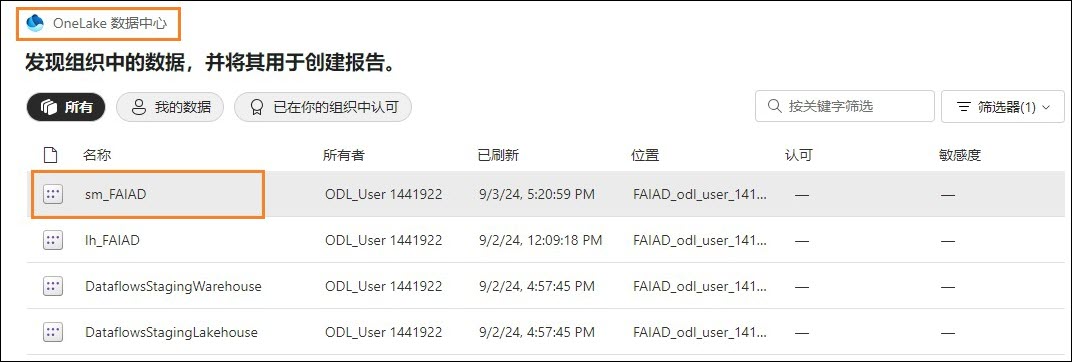 OneLake 数据中心
发现组织中的数据，并将其用于创建报告。
所有 我的数据 已在你的组织中认可 按关键字筛选 筛选器(1)
名称 所有者 已刷新 位置 认可 敏感度
sm_FAIAD ODL_User 1441922 9/3/24, 5:20:59 PM FAIAD_odl_user_141... — —
lh_FAIAD ODL_User 1441922 9/2/24, 12:09:18 PM FAIAD_odl_user_141... — —
DataflowsStagingWarehouse ODL_User 1441922 9/2/24, 4:57:45 PM FAIAD_odl_user_141... — —
DataflowsStagingLakehouse ODL_User 1441922 9/2/24, 4:57:45 PM FAIAD_odl_user_141... — —